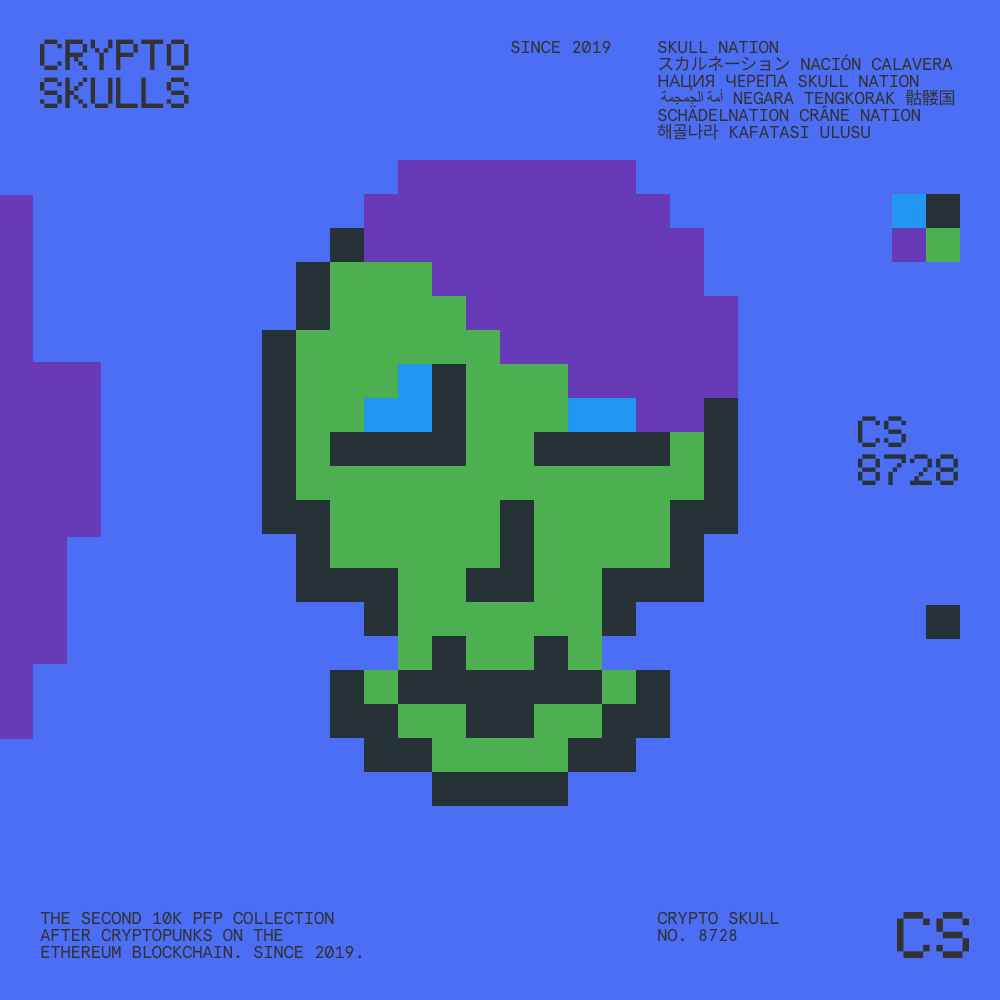 CRYPTO
SKULLS
SINCE 2019
SKULL NATION
スカルネーション NACIÓN CALAVERA
НАЦИЯ ЧЕРЕПА SKULL NATION
أمة الجمجمة NEGARA TENGKORAK 骷髅国
SCHÄDELNATION CRÂNE NATION
해골나라 KAFATASI ULUSU
CS
8728
THE SECOND 10K PFP COLLECTION
AFTER CRYPTOPUNKS ON THE
ETHEREUM BLOCKCHAIN. SINCE 2019.
CRYPTO SKULL
NO. 8728
CS